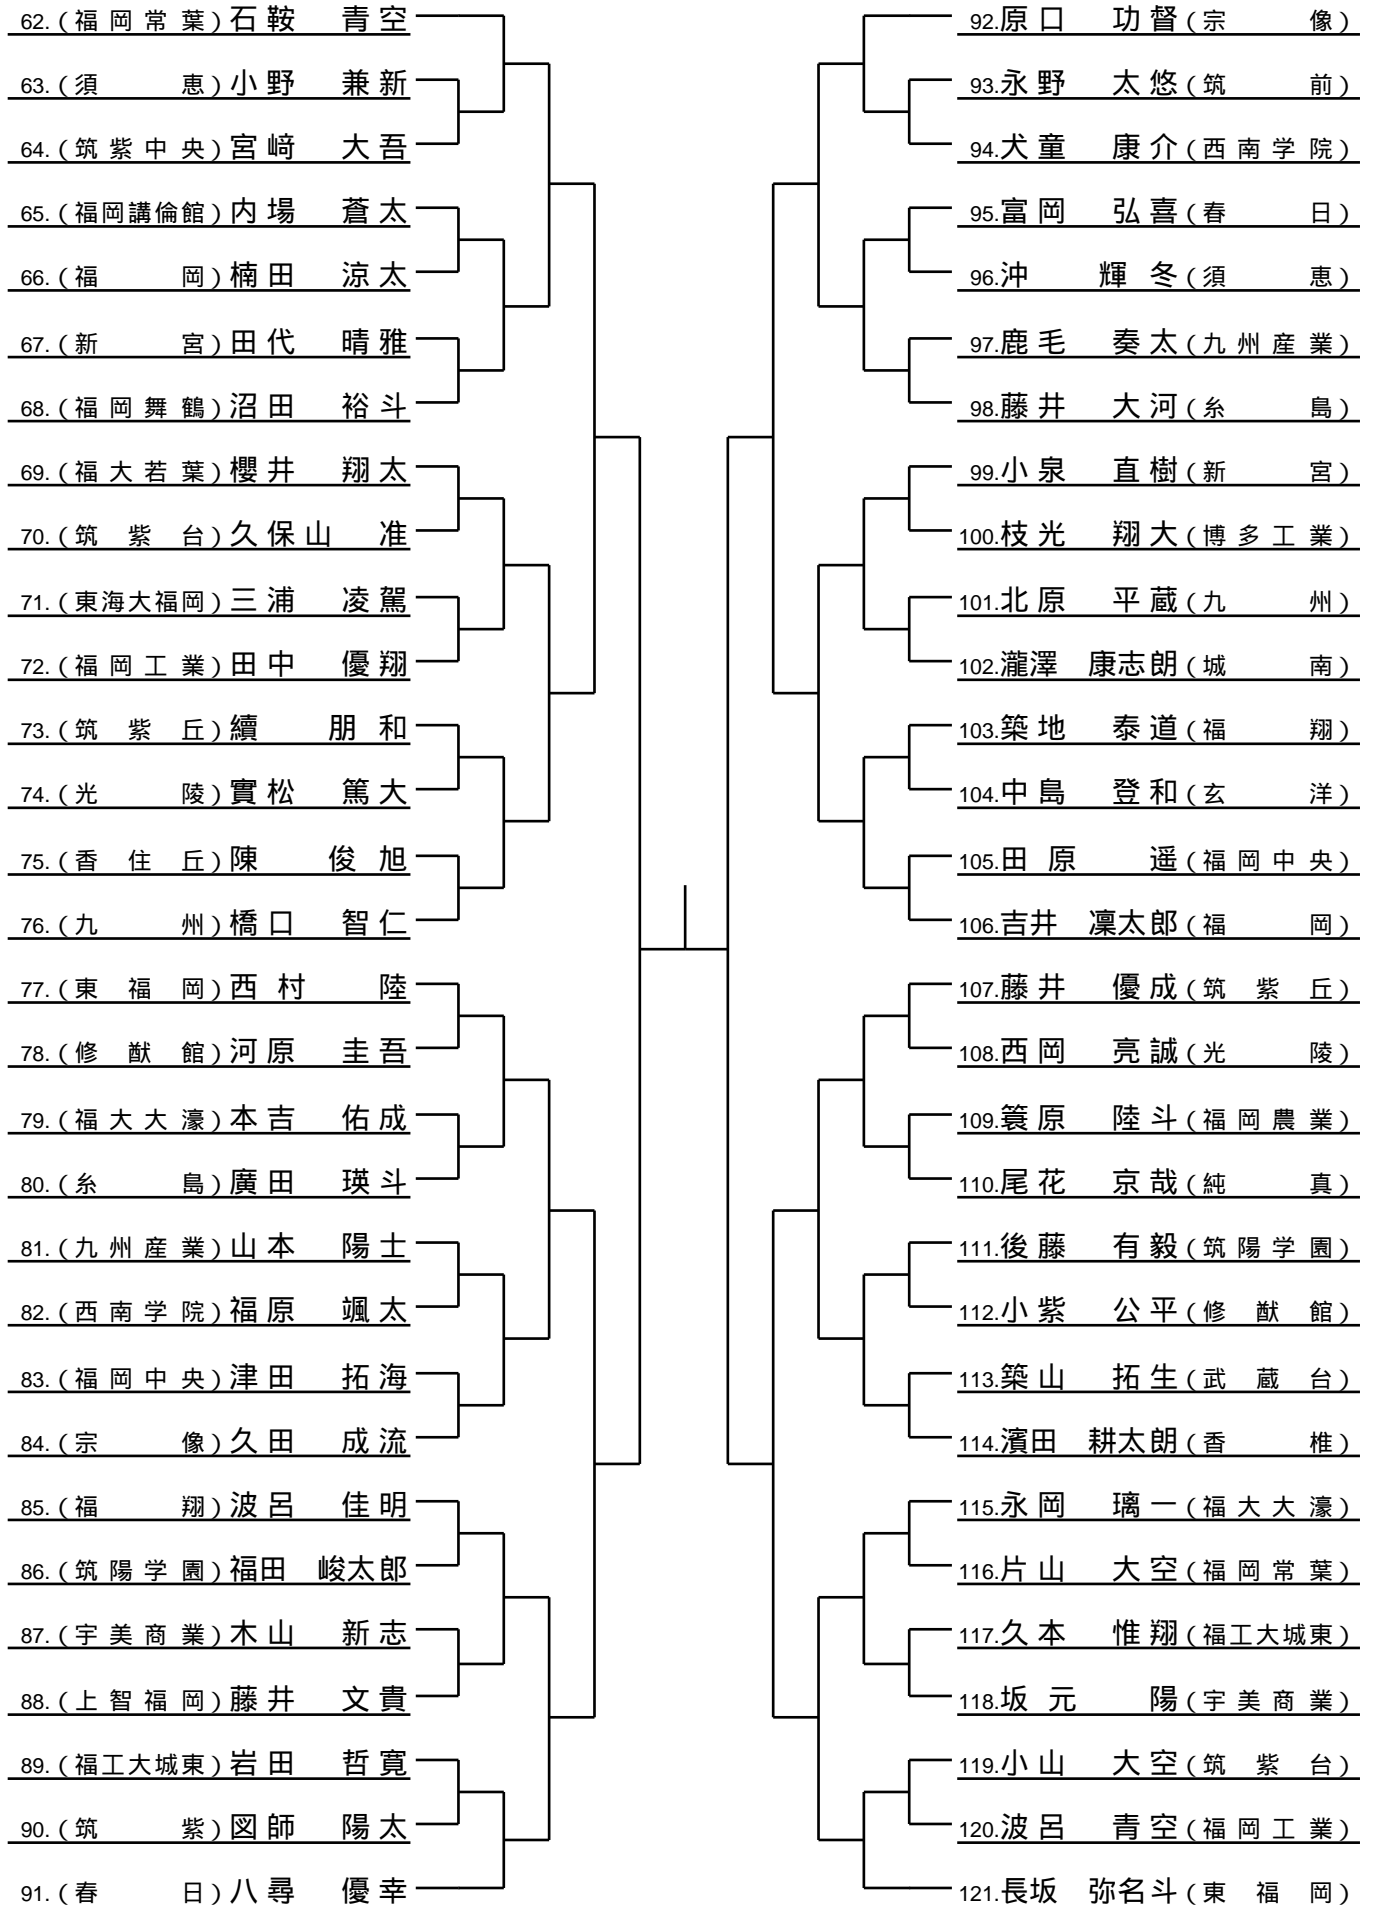 62.(福岡常葉)石鞍 青空
63.(須恵)小野 兼新
64.(筑紫中央)宮﨑 大吾
65.(福岡講倫館)内場 蒼太
66.(福岡)楠田 涼太
67.(新宮)田代 晴雅
68.(福岡舞鶴)沼田 裕斗
69.(福大若葉)櫻井 翔太
70.(筑紫台)久保山 准
71.(東海大福岡)三浦 凌駕
72.(福岡工業)田中 優翔
73.(筑紫丘)續 朋和
74.(光陵)實松 篤大
75.(香住丘)陳 俊旭
76.(九州)橋口 智仁
77.(東福岡)西村 陸
78.(修猷館)河原 圭吾
79.(福大大濠)本吉 佑成
80.(糸島)廣田 瑛斗
81.(九州産業)山本 陽士
82.(西南学院)福原 颯太
83.(福岡中央)津田 拓海
84.(宗像)久田 成流
85.(福翔)波呂 佳明
86.(筑陽学園)福田 峻太郎
87.(宇美商業)木山 新志
88.(上智福岡)藤井 文貴
89.(福工大城東)岩田 哲寛
90.(筑紫)図師 陽太
91.(春日)八尋 優幸
92.原口 功督(宗像)
93.永野 太悠(筑前)
94.犬童 康介(西南学院)
95.富岡 弘喜(春日)
96.沖 輝冬(須恵)
97.鹿毛 奏太(九州産業)
98.藤井 大河(糸島)
99.小泉 直樹(新宮)
100.枝光 翔大(博多工業)
101.北原 平蔵(九州)
102.瀧澤 康志朗(城南)
103.築地 泰道(福翔)
104.中島 登和(玄洋)
105.田原 遥(福岡中央)
106.吉井 凜太郎(福岡)
107.藤井 優成(筑紫丘)
108.西岡 亮誠(光陵)
109.簑原 陸斗(福岡農業)
110.尾花 京哉(純真)
111.後藤 有毅(筑陽学園)
112.小紫 公平(修猷館)
113.築山 拓生(武蔵台)
114.濱田 耕太朗(香椎)
115.永岡 璃一(福大大濠)
116.片山 大空(福岡常葉)
117.久本 惟翔(福工大城東)
118.坂元 陽(宇美商業)
119.小山 大空(筑紫台)
120.波呂 青空(福岡工業)
121.長坂 弥名斗(東福岡)